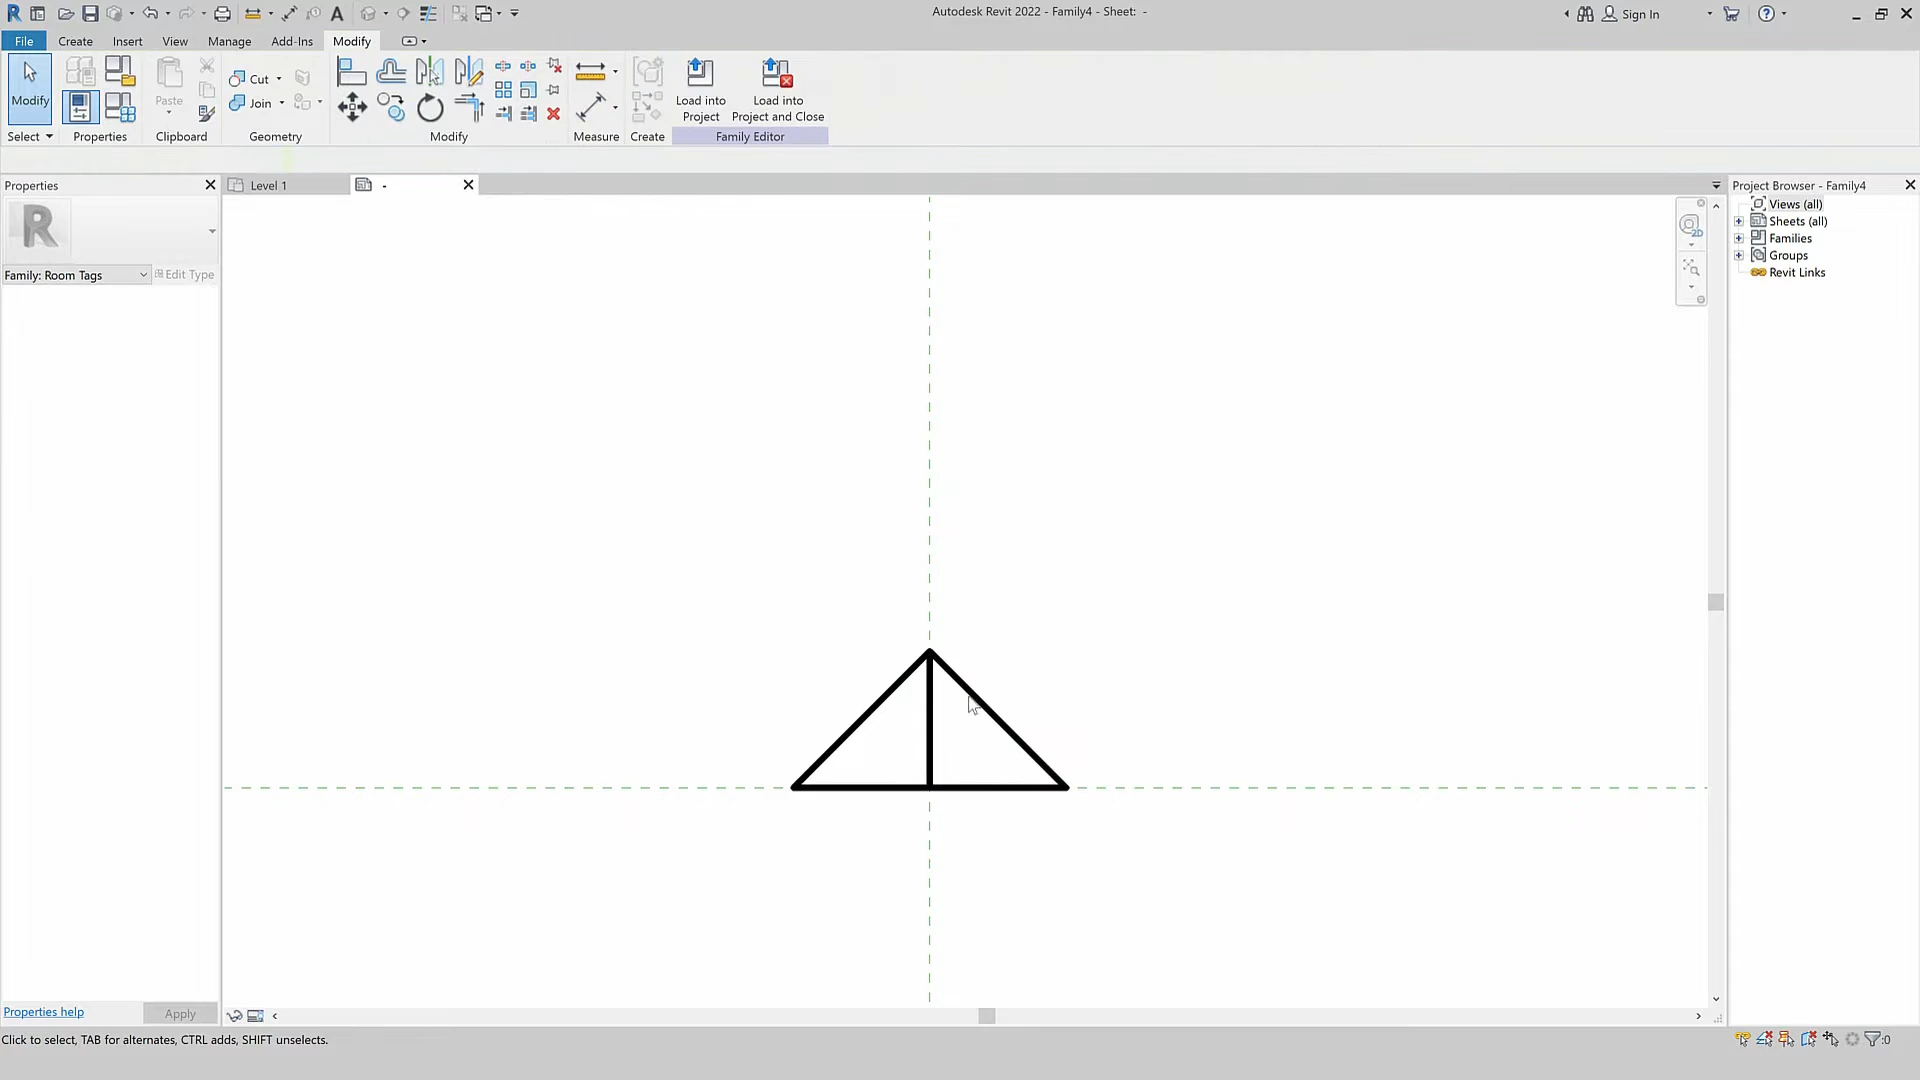 Autodesk Revit 2022 - Family4 - Sheet: -
Sign In
File Create Insert View Manage Add-Ins Modify
Modify
Paste
Cut
Join
Load into Project
Load into Project and Close
Select Properties Clipboard Geometry Modify Measure Create Family Editor
Properties
Level 1
-
Project Browser - Family4
R
Family: Room Tags
Edit Type
Views (all)
Sheets (all)
Families
Groups
Revit Links
2D
Properties help
Apply
Click to select, TAB for alternates, CTRL adds, SHIFT unselects.
:0